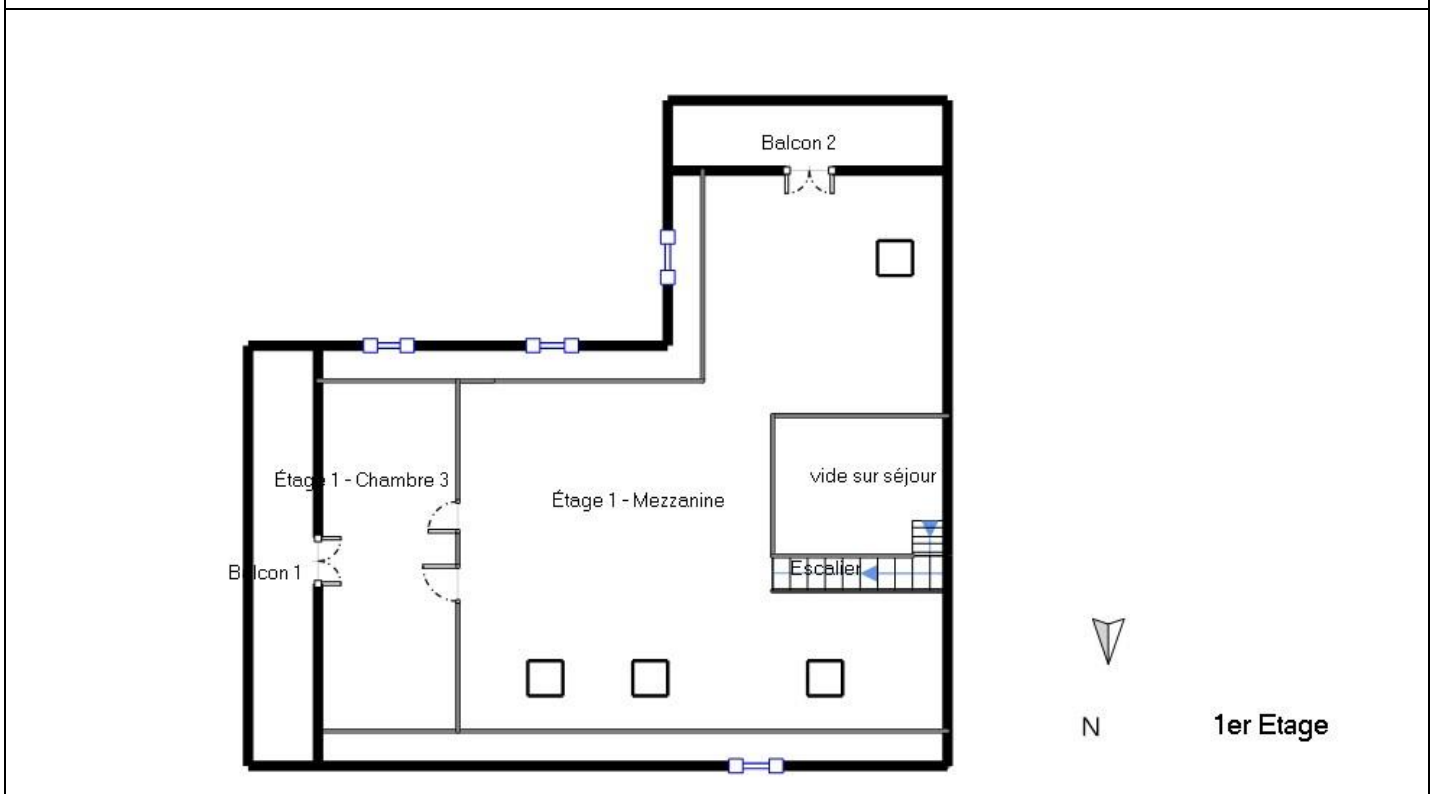 Balcon 2
Étage 1 - Chambre 3
vide sur séjour
Étage 1 - Mezzanine
Balcon 1
Escalier
N
1er Etage